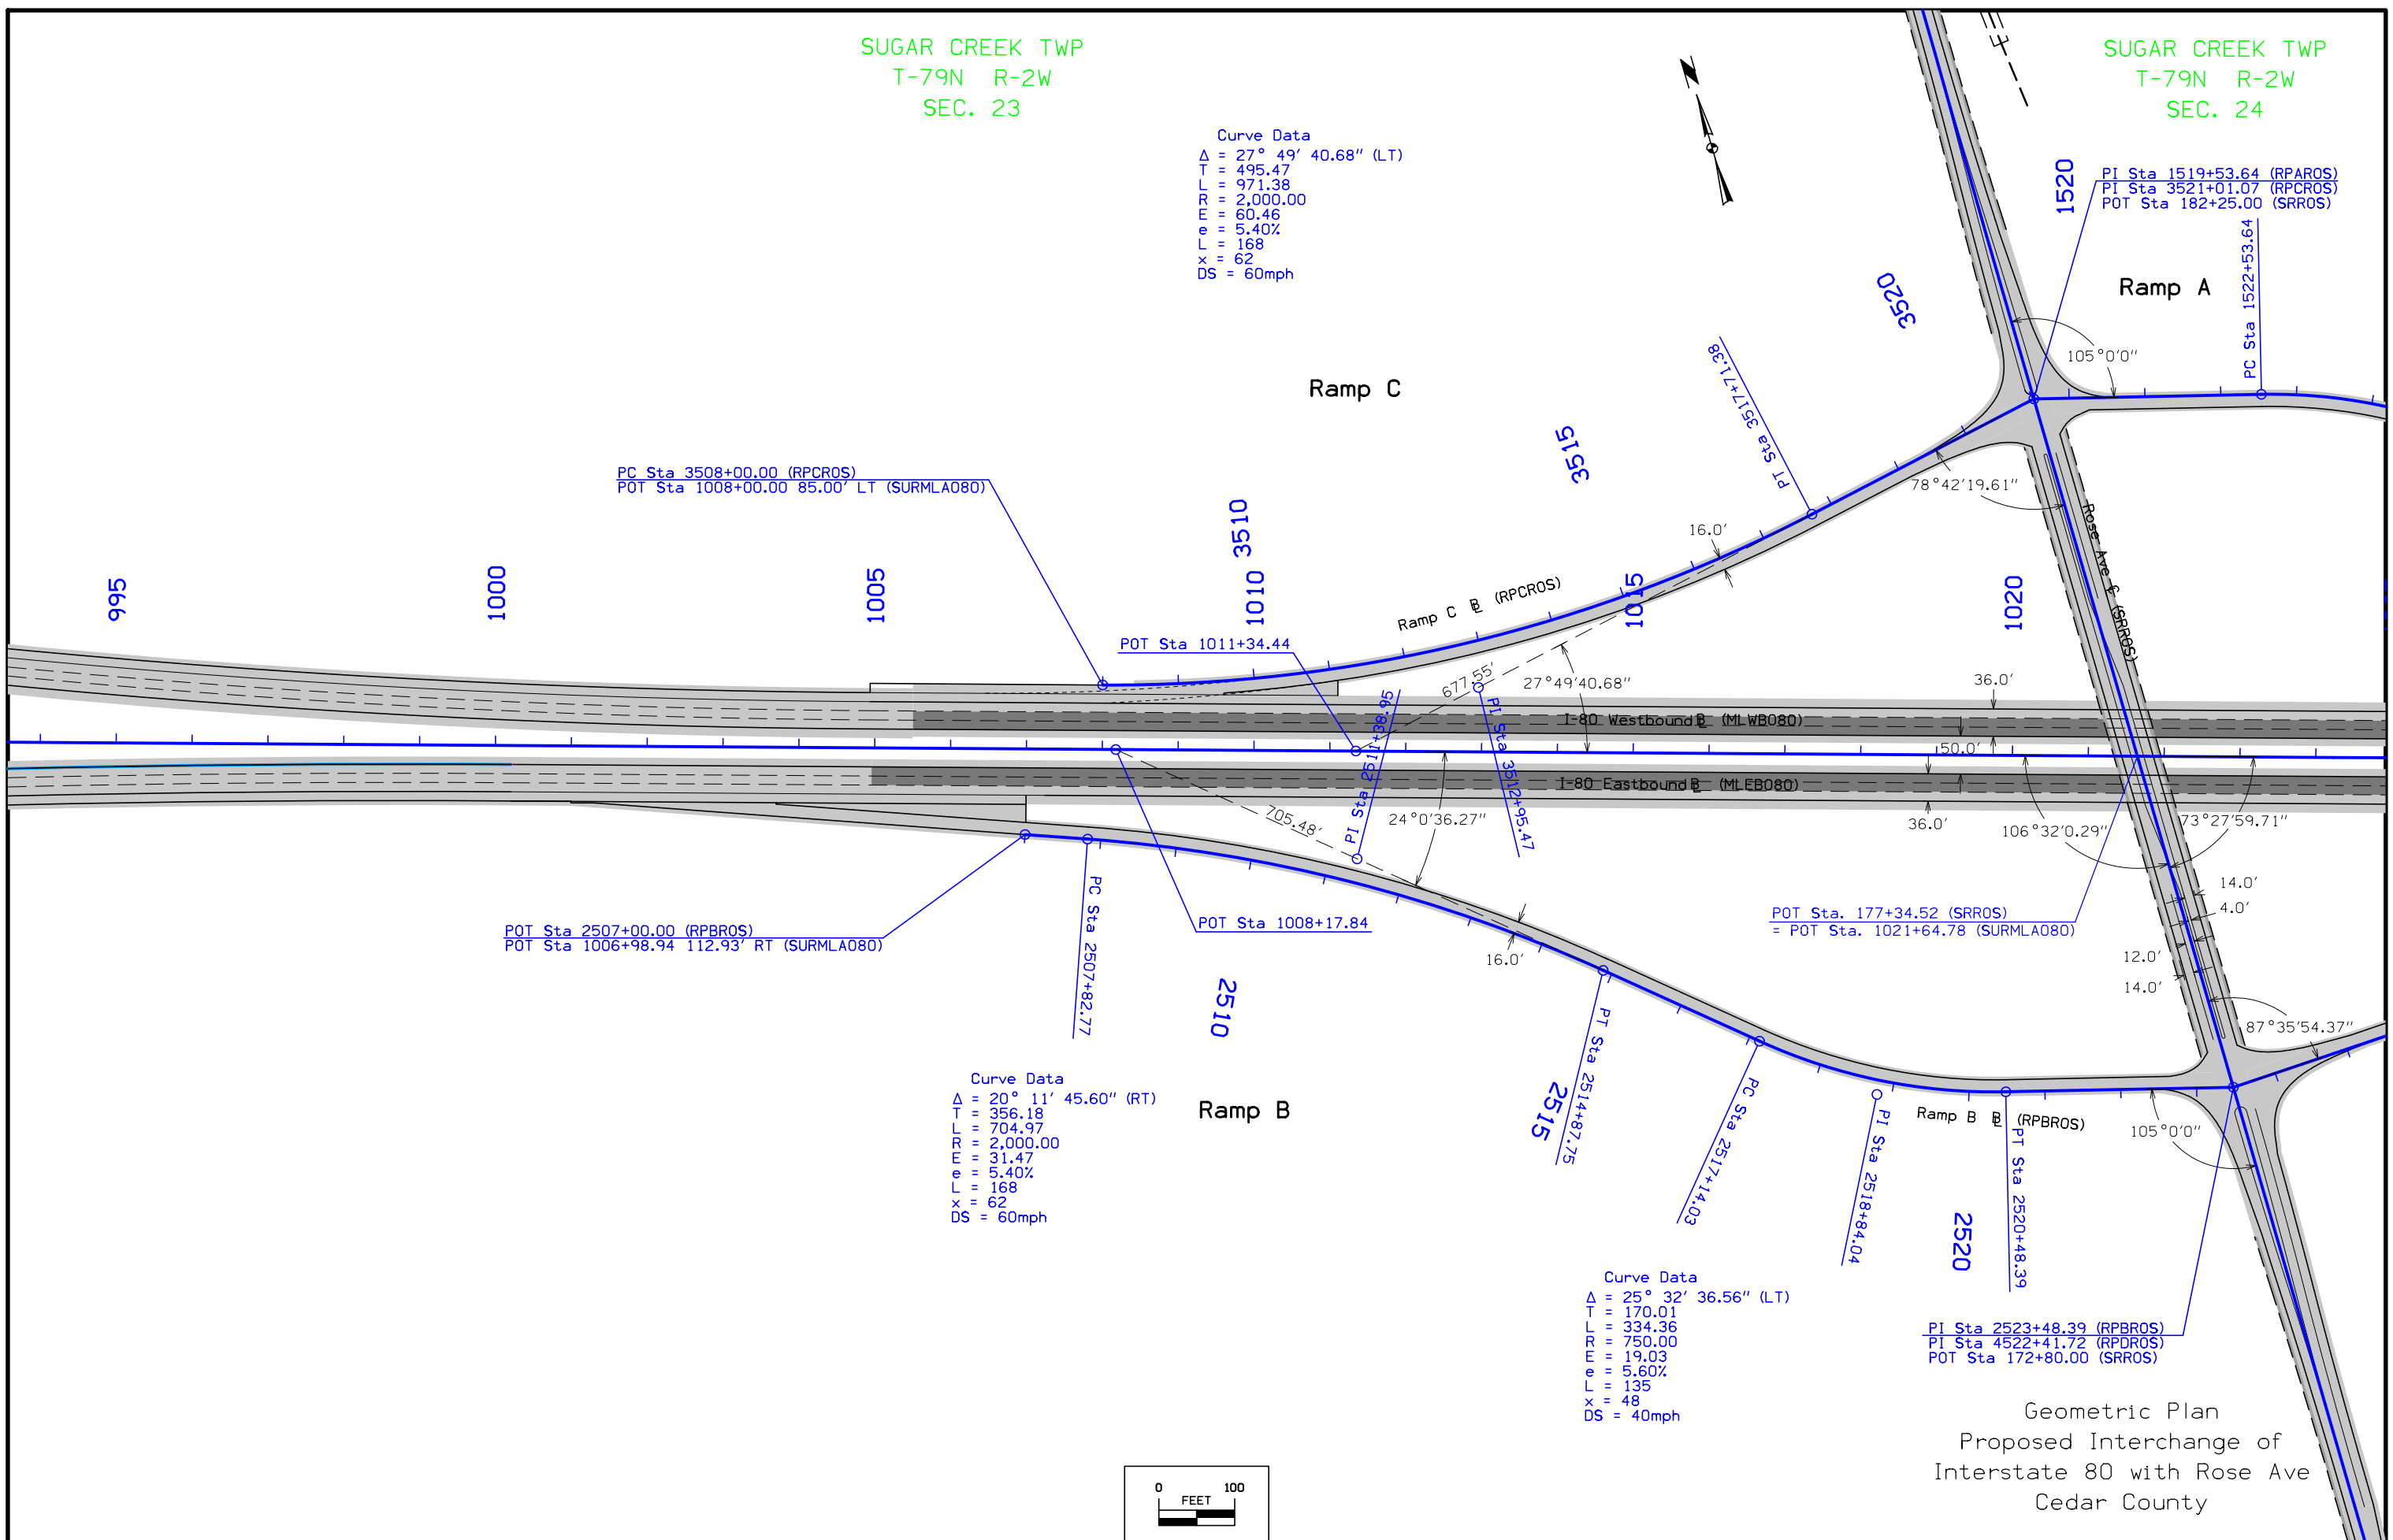 SUGAR CREEK TWP
T-79N R-2W
SEC. 23
SUGAR CREEK TWP
T-79N R-2W
SEC. 24
N
Curve Data
Δ = 27° 49' 40.68" (LT)
T = 495.47
L = 971.38
R = 2,000.00
E = 60.46
e = 5.40%
L = 168
x = 62
DS = 60mph
1520
PI Sta 1519+53.64 (RPAROS)
PI Sta 3521+01.07 (RPCROS)
POT Sta 182+25.00 (SRROS)
PC Sta 1522+53.64
Ramp A
3520
105°0'0"
Ramp C
PT Sta 3517+71.38
3515
PC Sta 3508+00.00 (RPCROS)
POT Sta 1008+00.00 85.00' LT (SURMLA080)
78°42'19.61"
3510
16.0'
Rose Ave ℄ (SRROS)
995
1000
1005
1010
1015
1020
Ramp C ℄ (RPCROS)
POT Sta 1011+34.44
677.55'
27°49'40.68"
36.0'
PI Sta 2511+38.95
PI Sta 3512+95.47
I-80 Westbound BL (MLWB080)
50.0'
I-80 Eastbound BL (MLEB080)
705.48'
24°0'36.27"
36.0'
106°32'0.29"
73°27'59.71"
PC Sta 2507+82.77
POT Sta 2507+00.00 (RPBROS)
POT Sta 1006+98.94 112.93' RT (SURMLA080)
POT Sta 1008+17.84
16.0'
POT Sta. 177+34.52 (SRROS)
= POT Sta. 1021+64.78 (SURMLA080)
14.0'
4.0'
12.0'
14.0'
2510
87°35'54.37"
Curve Data
Δ = 20° 11' 45.60" (RT)
T = 356.18
L = 704.97
R = 2,000.00
E = 31.47
e = 5.40%
L = 168
x = 62
DS = 60mph
Ramp B
2515
PT Sta 2514+87.75
PC Sta 2517+14.03
PI Sta 2518+84.04
Ramp B BL (RPBROS)
105°0'0"
PT Sta 2520+48.39
2520
Curve Data
Δ = 25° 32' 36.56" (LT)
T = 170.01
L = 334.36
R = 750.00
E = 19.03
e = 5.60%
L = 135
x = 48
DS = 40mph
PI Sta 2523+48.39 (RPBROS)
PI Sta 4522+41.72 (RPDROS)
POT Sta 172+80.00 (SRROS)
Geometric Plan
Proposed Interchange of
Interstate 80 with Rose Ave
Cedar County
0 100
FEET